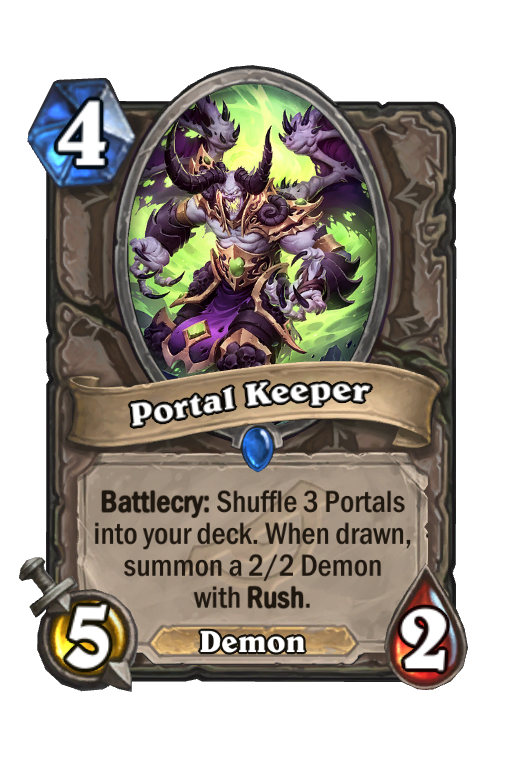 4
Portal Keeper
Battlecry: Shuffle 3 Portals
into your deck. When drawn,
summon a 2/2 Demon
with Rush.
5
Demon
2